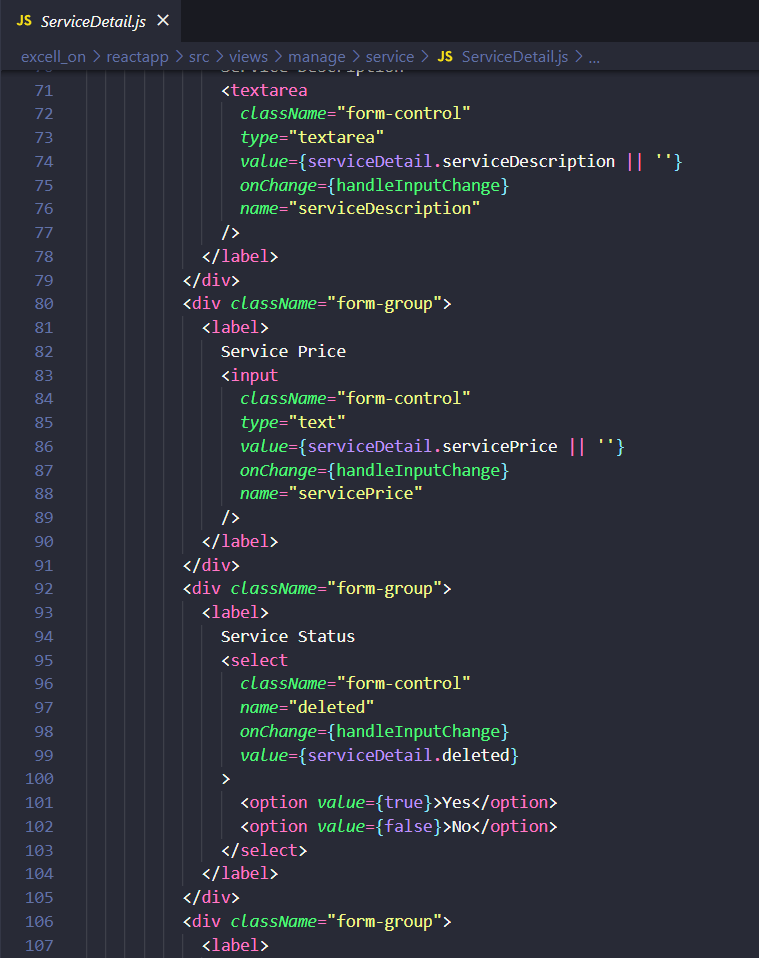 JS ServiceDetail.js ×
excell_on > reactapp > src > views > manage > service > JS ServiceDetail.js > ...
70 Service Description
71 <textarea
72 className="form-control"
73 type="textarea"
74 value={serviceDetail.serviceDescription || ''}
75 onChange={handleInputChange}
76 name="serviceDescription"
77 />
78 </label>
79 </div>
80 <div className="form-group">
81 <label>
82 Service Price
83 <input
84 className="form-control"
85 type="text"
86 value={serviceDetail.servicePrice || ''}
87 onChange={handleInputChange}
88 name="servicePrice"
89 />
90 </label>
91 </div>
92 <div className="form-group">
93 <label>
94 Service Status
95 <select
96 className="form-control"
97 name="deleted"
98 onChange={handleInputChange}
99 value={serviceDetail.deleted}
100 >
101 <option value={true}>Yes</option>
102 <option value={false}>No</option>
103 </select>
104 </label>
105 </div>
106 <div className="form-group">
107 <label>